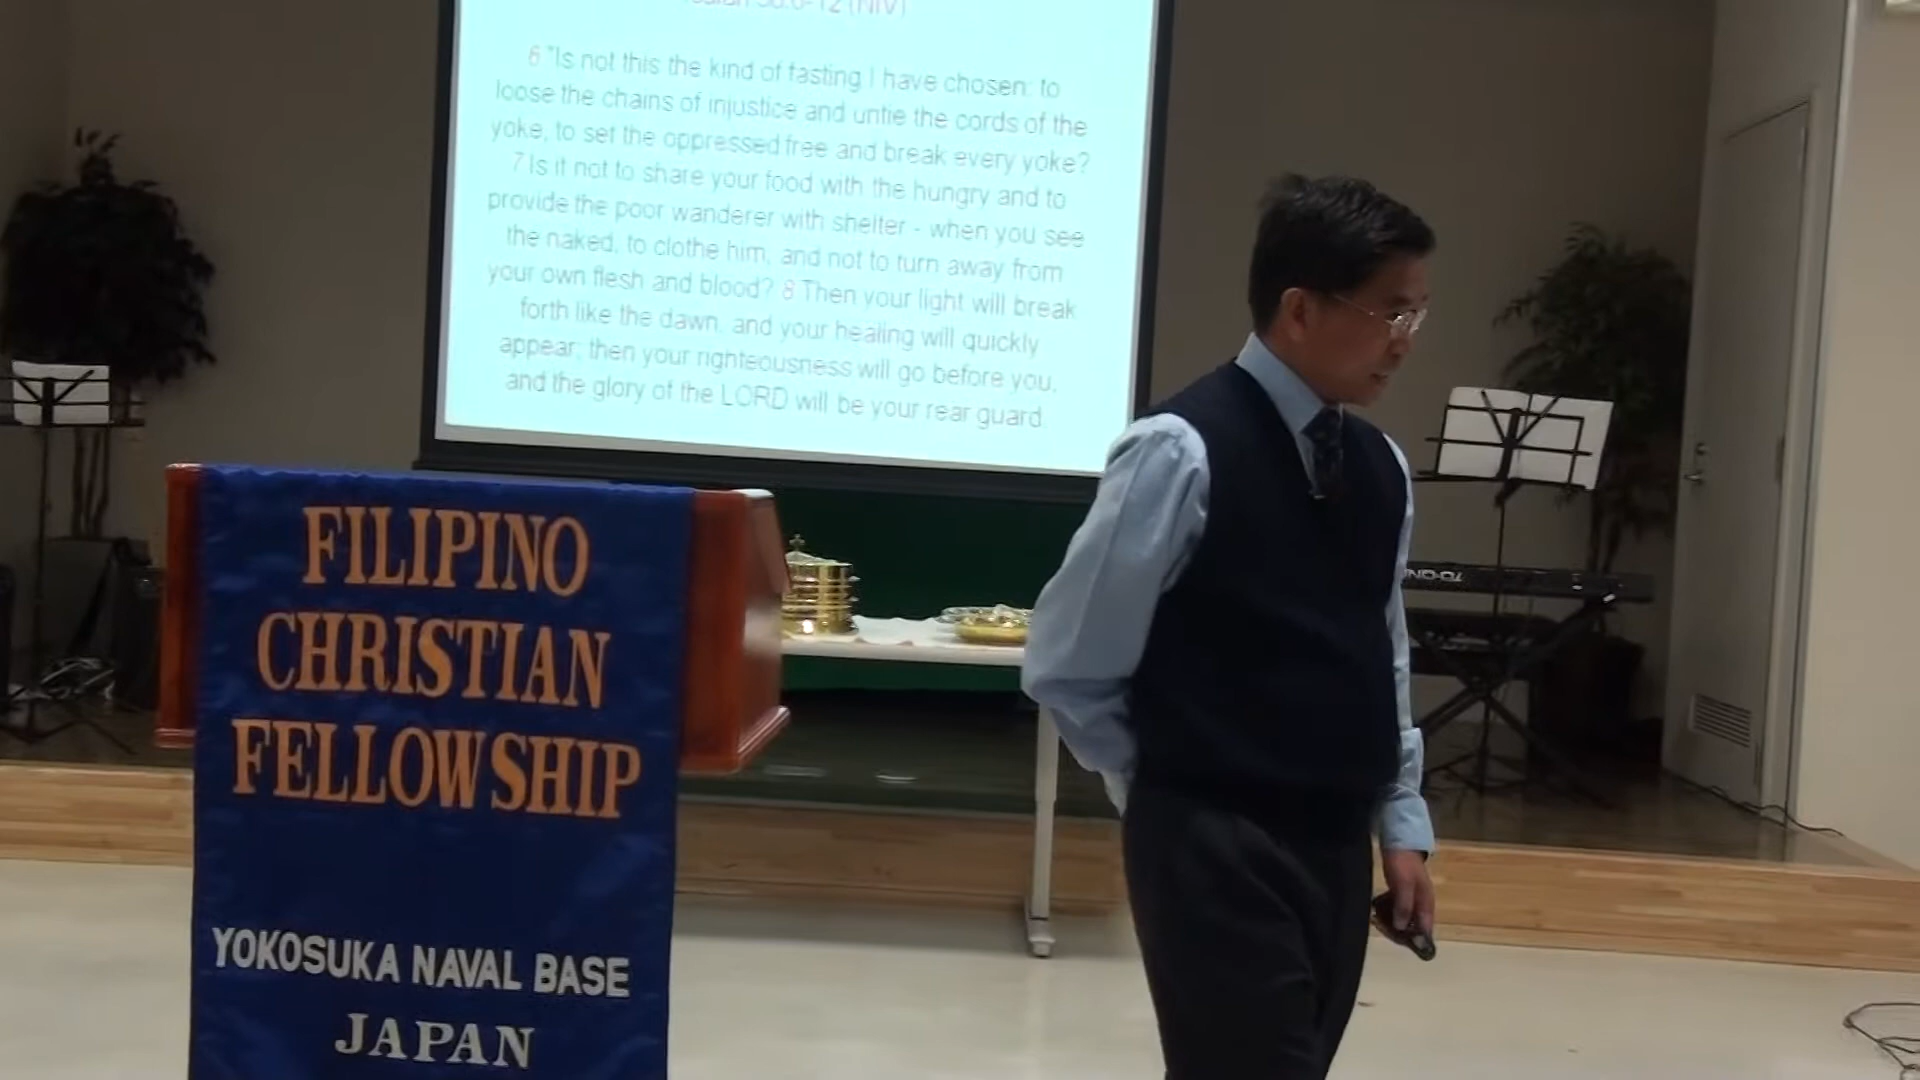 58:6-12 (NIV)
6 "Is not this the kind of fasting I have chosen: to
loose the chains of injustice and untie the cords of the
yoke, to set the oppressed free and break every yoke?
7 Is it not to share your food with the hungry and to
provide the poor wanderer with shelter - when you see
the naked, to clothe him, and not to turn away from
your own flesh and blood? 8 Then your light will break
forth like the dawn, and your healing will quickly
appear; then your righteousness will go before you,
and the glory of the LORD will be your rear guard
FILIPINO
CHRISTIAN
FELLOWSHIP
YOKOSUKA NAVAL BASE
JAPAN